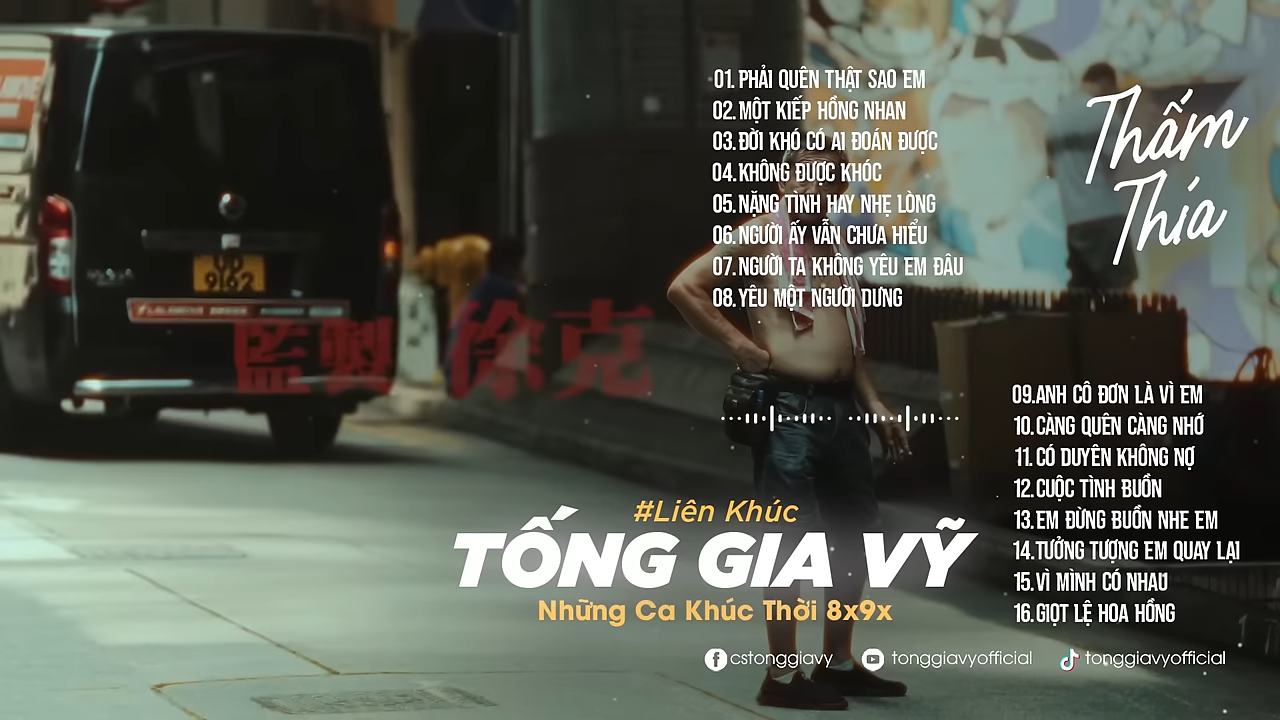 01. PHẢI QUÊN THẬT SAO EM
02. MỘT KIẾP HỒNG NHAN
03. ĐỜI KHÓ CÓ AI ĐOÁN ĐƯỢC
04. KHÔNG ĐƯỢC KHÓC
05. NẶNG TÌNH HAY NHẸ LÒNG
06. NGƯỜI ẤY VẪN CHƯA HIỂU
07. NGƯỜI TA KHÔNG YÊU EM ĐÂU
08. YÊU MỘT NGƯỜI DƯNG
Thấm
Thía
9162
監製 徐克
09. ANH CÔ ĐƠN LÀ VÌ EM
10. CÀNG QUÊN CÀNG NHỚ
11. CÓ DUYÊN KHÔNG NỢ
12. CUỘC TÌNH BUỒN
13. EM ĐỪNG BUỒN NHE EM
14. TƯỞNG TƯỢNG EM QUAY LẠI
15. VÌ MÌNH CÓ NHAU
16. GIỌT LỆ HOA HỒNG
#Liên Khúc
TỐNG GIA VỸ
Những Ca Khúc Thời 8x9x
cstonggiavy
tonggiavyofficial
tonggiavyofficial